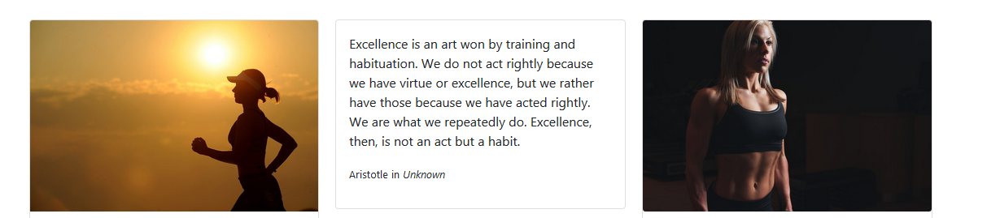 Excellence is an art won by training and
habituation. We do not act rightly because
we have virtue or excellence, but we rather
have those because we have acted rightly.
We are what we repeatedly do. Excellence,
then, is not an act but a habit.
Aristotle in Unknown